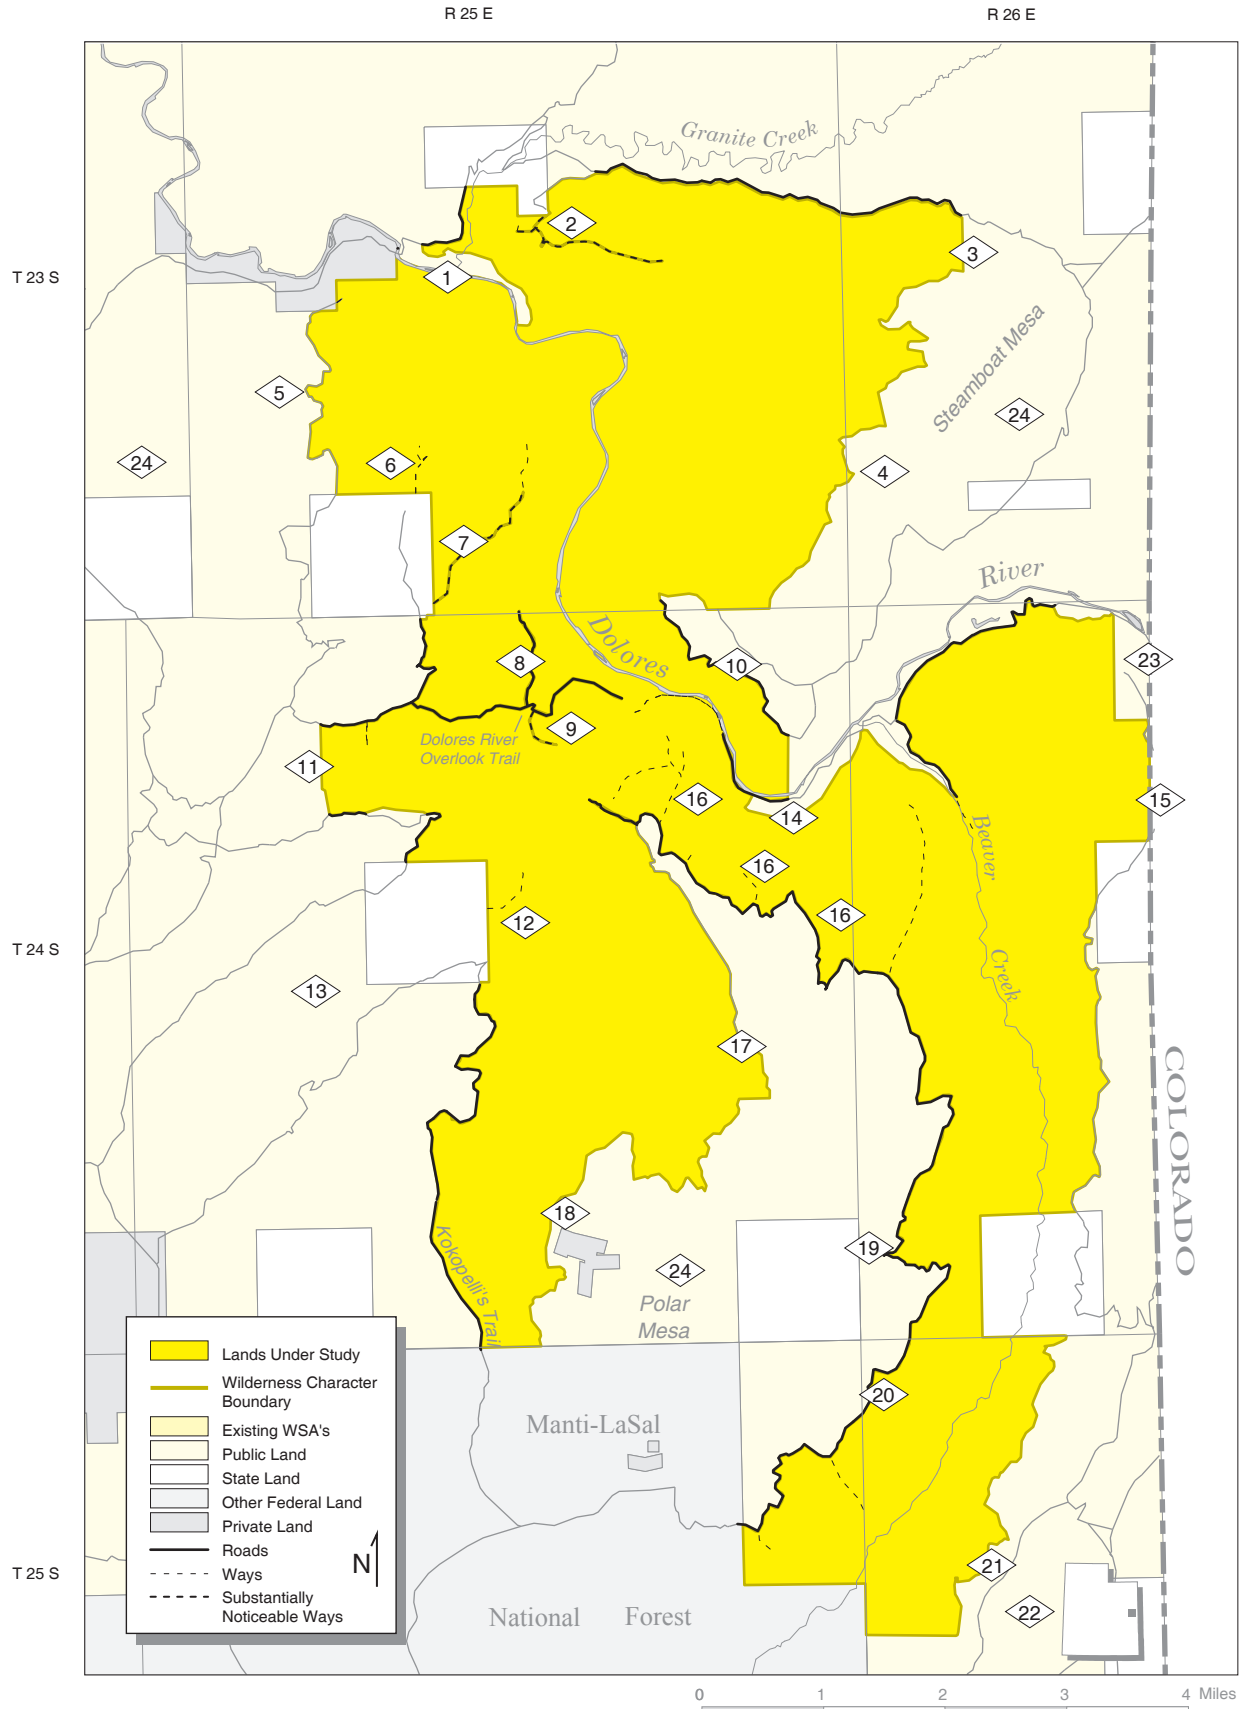 R 25 E
R 26 E
Granite Creek
2
3
T 23 S
1
Steamboat Mesa
5
24
24
6
4
7
River
Dolores
8
10
23
9
Dolores River
Overlook Trail
11
16
15
14
Beaver
16
16
12
T 24 S
Creek
13
17
COLORADO
18
Kokopelli's Trail
19
24
Polar
Mesa
Lands Under Study
Wilderness Character
Boundary
Existing WSA's
Public Land
State Land
Other Federal Land
Private Land
Roads
Ways
Substantially
Noticeable Ways
N
20
Manti-LaSal
21
T 25 S
22
National Forest
0 1 2 3 4 Miles